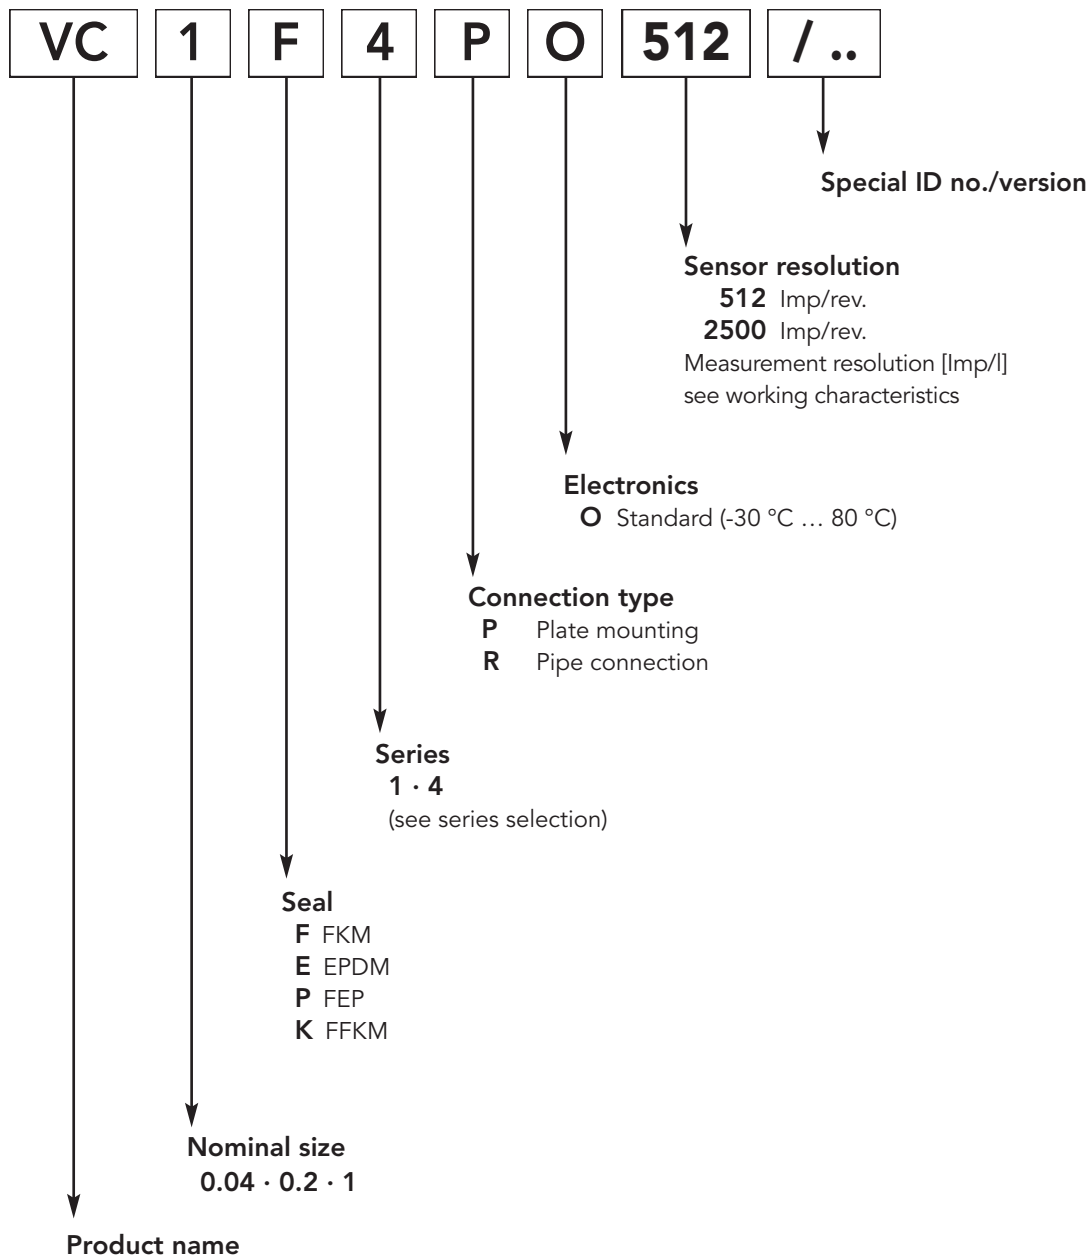 VC 1 F 4 P O 512 / ..
Special ID no./version
Sensor resolution
512 Imp/rev.
2500 Imp/rev.
Measurement resolution [Imp/l]
see working characteristics
Electronics
O Standard (-30 °C … 80 °C)
Connection type
P Plate mounting
R Pipe connection
Series
1 · 4
(see series selection)
Seal
F FKM
E EPDM
P FEP
K FFKM
Nominal size
0.04 · 0.2 · 1
Product name